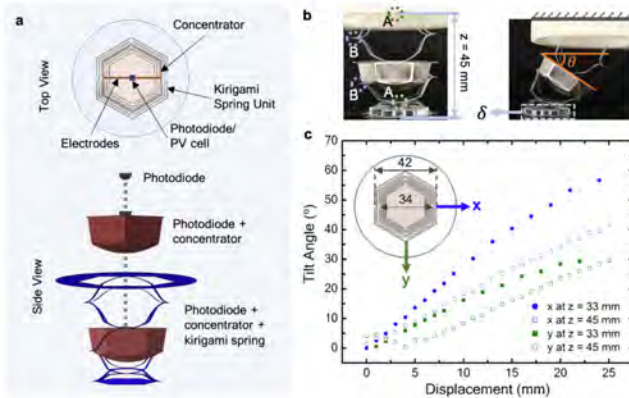 a
Top View
Concentrator
Kirigami
Spring Unit
Electrodes
Photodiode/
PV cell
Side View
Photodiode
Photodiode +
concentrator
Photodiode +
concentrator +
kirigami spring
b
A
B
B
A
z = 45 mm
θ
δ
c
Tilt Angle (°)
70
60
50
40
30
20
10
0
42
34
x
y
x at z = 33 mm
x at z = 45 mm
y at z = 33 mm
y at z = 45 mm
0
5
10
15
20
25
Displacement (mm)